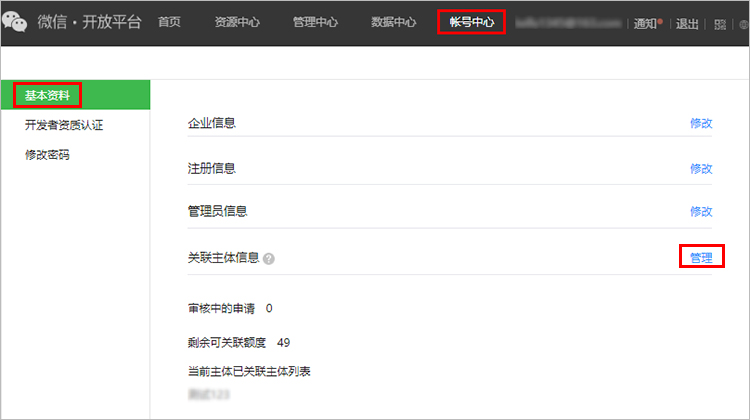 微信·开放平台 首页 资源中心 管理中心 数据中心 帐号中心 通知 退出
基本资料
开发者资质认证
修改密码
企业信息 修改
注册信息 修改
管理员信息 修改
关联主体信息 ? 管理
审核中的申请 0
剩余可关联额度 49
当前主体已关联主体列表